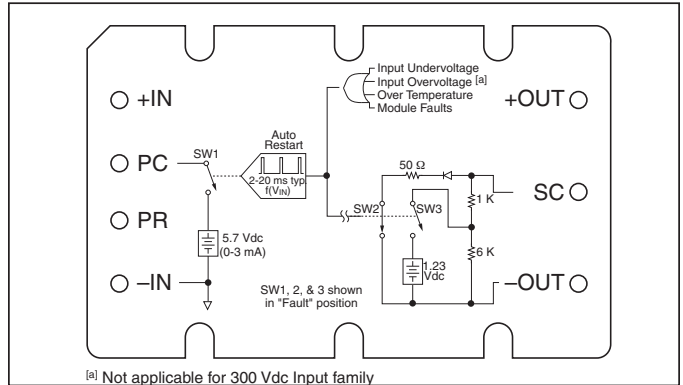 Input Undervoltage
Input Overvoltage [a]
Over Temperature
Module Faults
+IN
+OUT
Auto
Restart
PC
SW1
2-20 ms typ.
f(VIN)
50 Ω
SC
1 K
PR
SW2
SW3
5.7 Vdc
(0-3 mA)
6 K
1.23
Vdc
–IN
SW1, 2, & 3 shown
in "Fault" position
–OUT
[a] Not applicable for 300 Vdc Input family